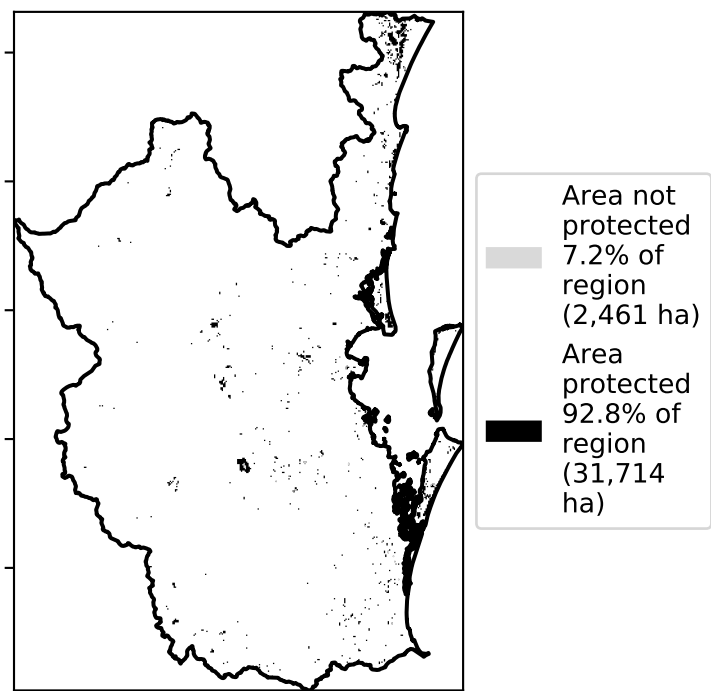 Area not
protected
7.2% of
region
(2,461 ha)
Area
protected
92.8% of
region
(31,714
ha)